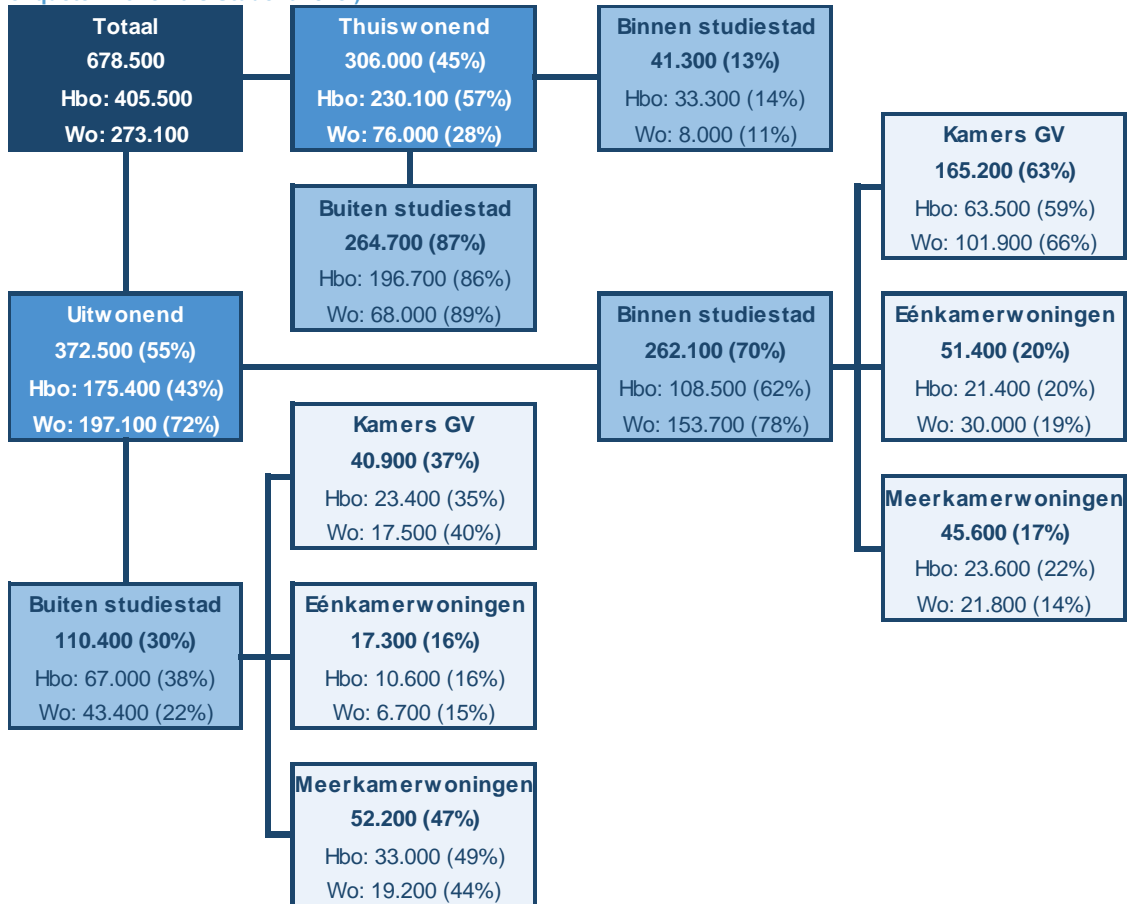 Totaal
678.500
Hbo: 405.500
Wo: 273.100
Thuiswonend
306.000 (45%)
Hbo: 230.100 (57%)
Wo: 76.000 (28%)
Binnen studiestad
41.300 (13%)
Hbo: 33.300 (14%)
Wo: 8.000 (11%)
Buiten studiestad
264.700 (87%)
Hbo: 196.700 (86%)
Wo: 68.000 (89%)
Uitwonend
372.500 (55%)
Hbo: 175.400 (43%)
Wo: 197.100 (72%)
Binnen studiestad
262.100 (70%)
Hbo: 108.500 (62%)
Wo: 153.700 (78%)
Kamers GV
165.200 (63%)
Hbo: 63.500 (59%)
Wo: 101.900 (66%)
Eénkamerwoningen
51.400 (20%)
Hbo: 21.400 (20%)
Wo: 30.000 (19%)
Meerkamerwoningen
45.600 (17%)
Hbo: 23.600 (22%)
Wo: 21.800 (14%)
Buiten studiestad
110.400 (30%)
Hbo: 67.000 (38%)
Wo: 43.400 (22%)
Kamers GV
40.900 (37%)
Hbo: 23.400 (35%)
Wo: 17.500 (40%)
Eénkamerwoningen
17.300 (16%)
Hbo: 10.600 (16%)
Wo: 6.700 (15%)
Meerkamerwoningen
52.200 (47%)
Hbo: 33.000 (49%)
Wo: 19.200 (44%)